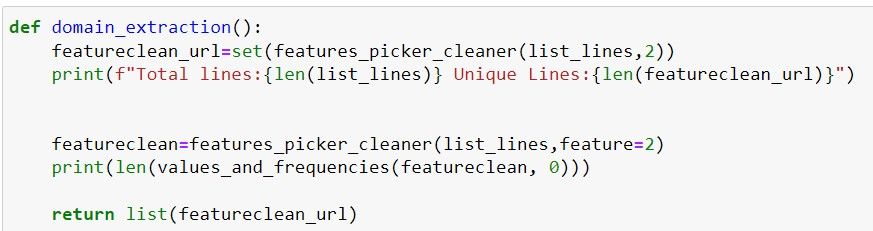 def domain_extraction():
    featureclean_url=set(features_picker_cleaner(list_lines,2))
    print(f"Total lines:{len(list_lines)} Unique Lines:{len(featureclean_url)}")
    featureclean=features_picker_cleaner(list_lines,feature=2)
    print(len(values_and_frequencies(featureclean, 0)))
    return list(featureclean_url)